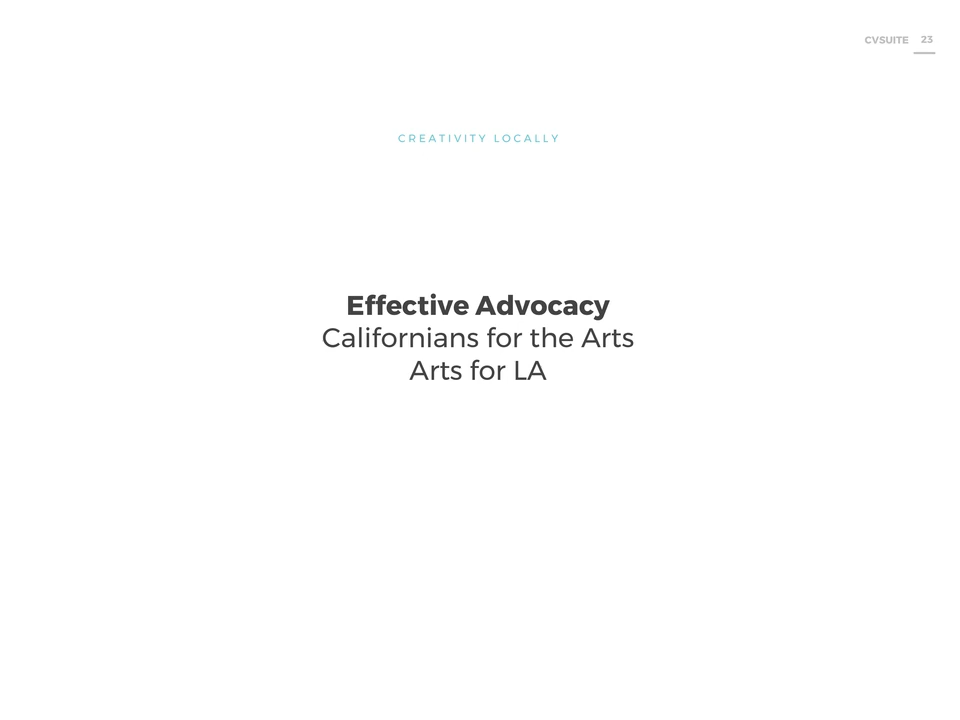 CVSUITE 23
CREATIVITY LOCALLY
Effective Advocacy
Californians for the Arts
Arts for LA